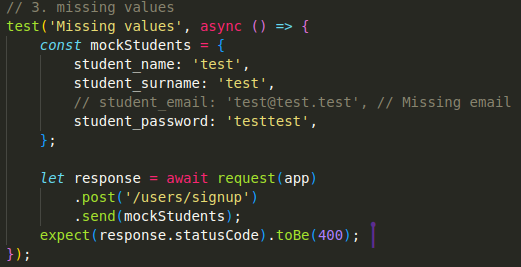 // 3. missing values
test('Missing values', async () => {
    const mockStudents = {
        student_name: 'test',
        student_surname: 'test',
        // student_email: 'test@test.test', // Missing email
        student_password: 'testtest',
    };

    let response = await request(app)
        .post('/users/signup')
        .send(mockStudents);
    expect(response.statusCode).toBe(400);
});